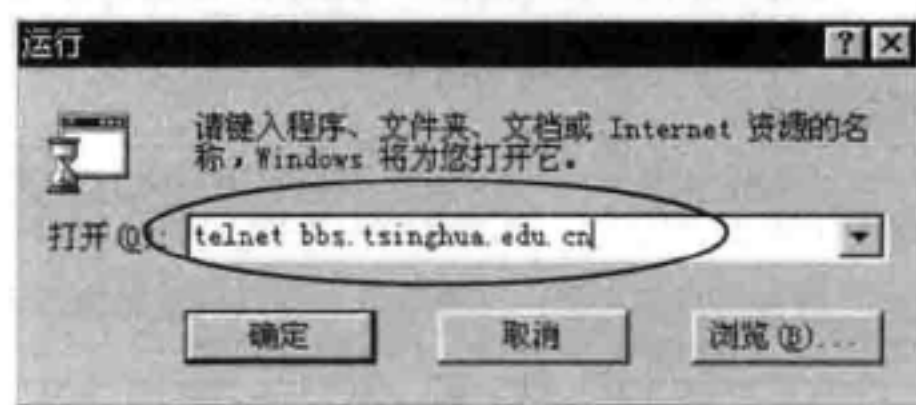 运行
请键入程序、文件夹、文档或 Internet 资源的名
称，Windows 将为您打开它。
打开(O): telnet bbs.tsinghua.edu.cn
确定 取消 浏览(B)...